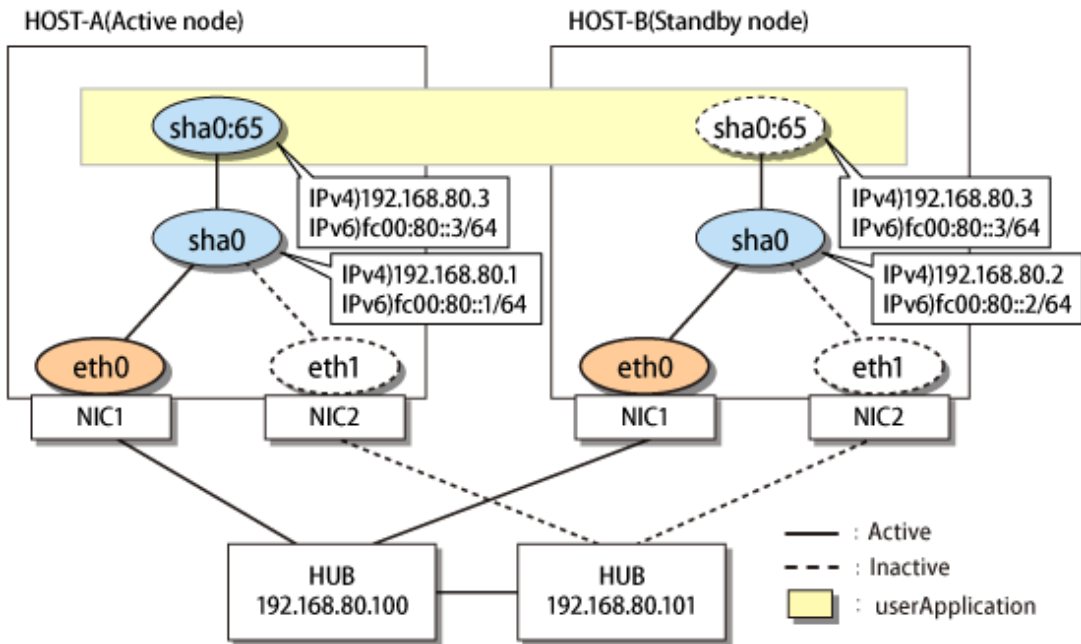 HOST-A(Active node)
HOST-B(Standby node)
sha0:65
sha0:65
IPv4)192.168.80.3
IPv6)fc00:80::3/64
IPv4)192.168.80.3
IPv6)fc00:80::3/64
sha0
sha0
IPv4)192.168.80.1
IPv6)fc00:80::1/64
IPv4)192.168.80.2
IPv6)fc00:80::2/64
eth0
eth1
eth0
eth1
NIC1
NIC2
NIC1
NIC2
HUB
192.168.80.100
HUB
192.168.80.101
: Active
: Inactive
: userApplication